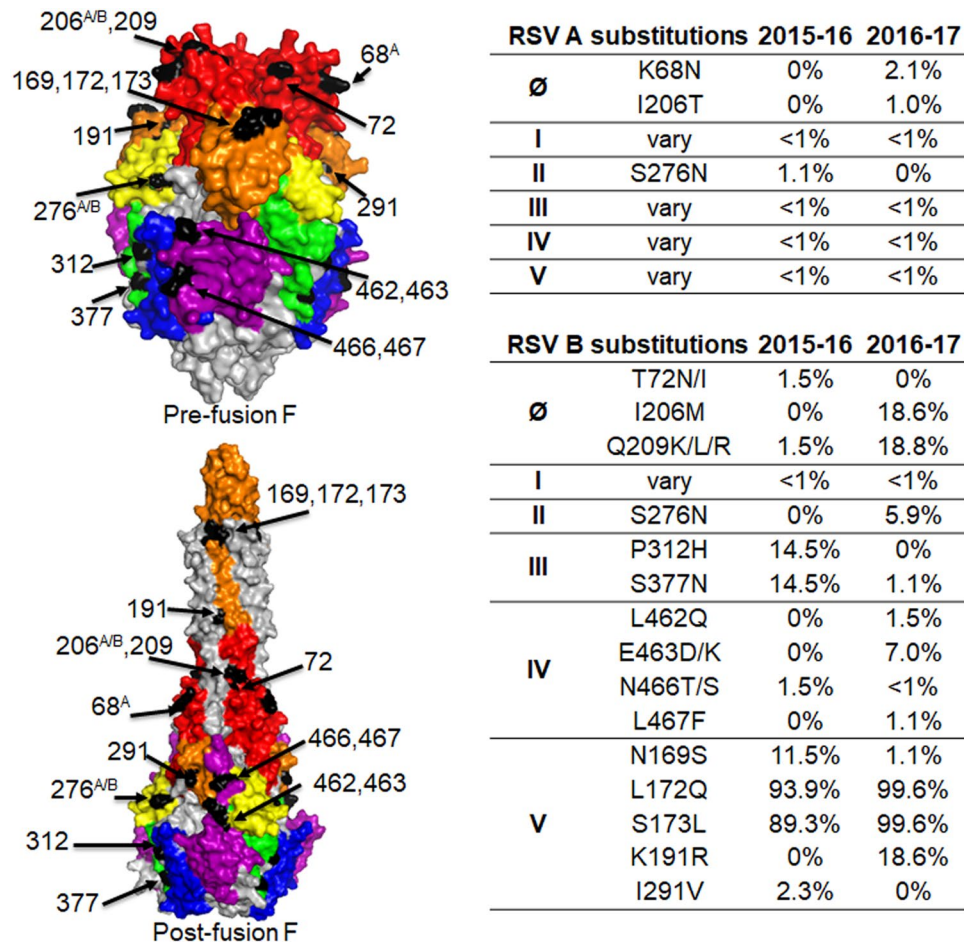 206A/B,209
68A
169,172,173
72
191
276A/B
291
312
377
462,463
466,467
Pre-fusion F
169,172,173
191
206A/B,209
72
68A
291
466,467
276A/B
462,463
312
377
Post-fusion F
RSV A substitutions 2015-16 2016-17
Ø K68N 0% 2.1%
I206T 0% 1.0%
I vary <1% <1%
II S276N 1.1% 0%
III vary <1% <1%
IV vary <1% <1%
V vary <1% <1%
RSV B substitutions 2015-16 2016-17
Ø T72N/I 1.5% 0%
I206M 0% 18.6%
Q209K/L/R 1.5% 18.8%
I vary <1% <1%
II S276N 0% 5.9%
III P312H 14.5% 0%
S377N 14.5% 1.1%
IV L462Q 0% 1.5%
E463D/K 0% 7.0%
N466T/S 1.5% <1%
L467F 0% 1.1%
V N169S 11.5% 1.1%
L172Q 93.9% 99.6%
S173L 89.3% 99.6%
K191R 0% 18.6%
I291V 2.3% 0%